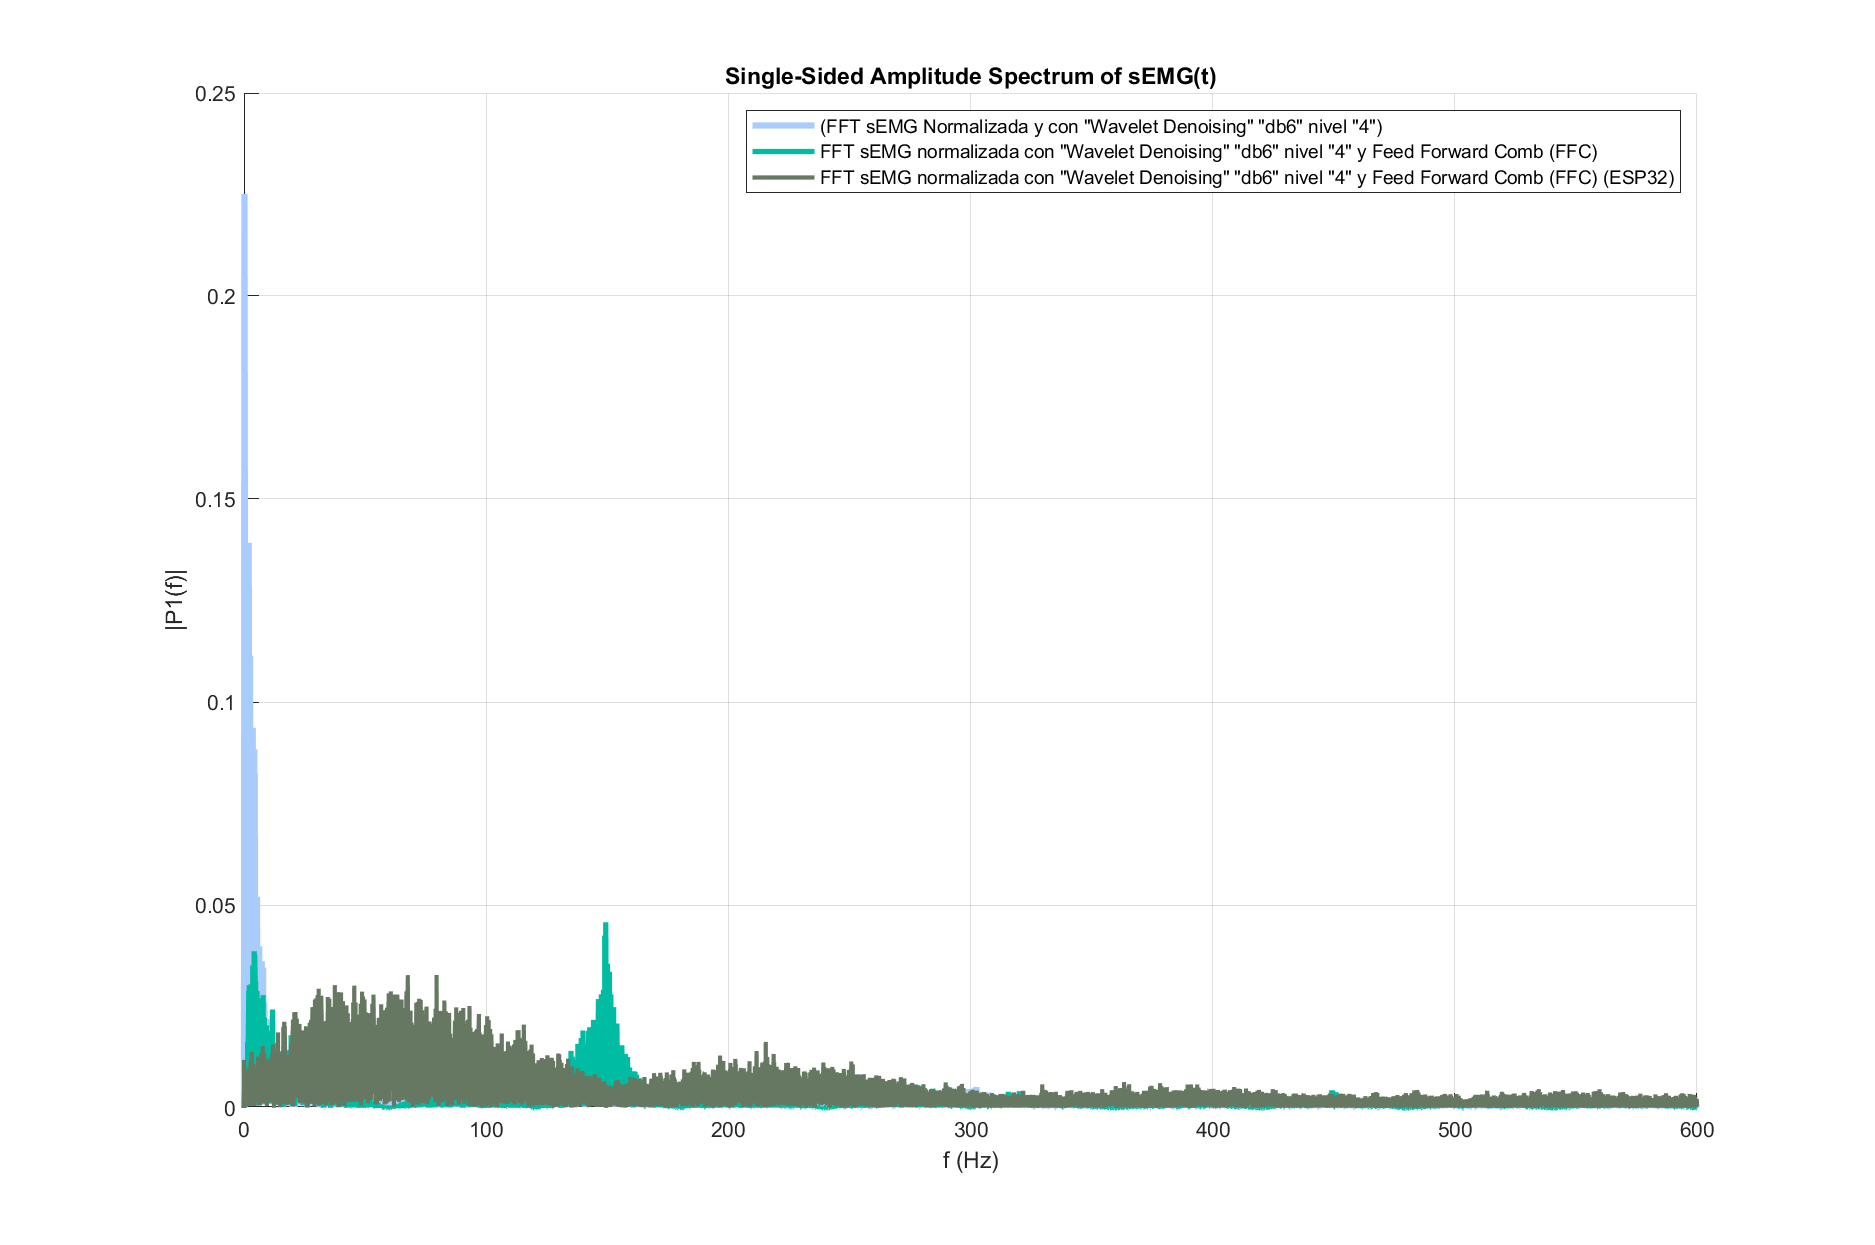 Single-Sided Amplitude Spectrum of sEMG(t)
(FFT sEMG Normalizada y con "Wavelet Denoising" "db6" nivel "4")
FFT sEMG normalizada con "Wavelet Denoising" "db6" nivel "4" y Feed Forward Comb (FFC)
FFT sEMG normalizada con "Wavelet Denoising" "db6" nivel "4" y Feed Forward Comb (FFC) (ESP32)
0.25
0.2
0.15
0.1
0.05
0
|P1(f)|
0 100 200 300 400 500 600
f (Hz)